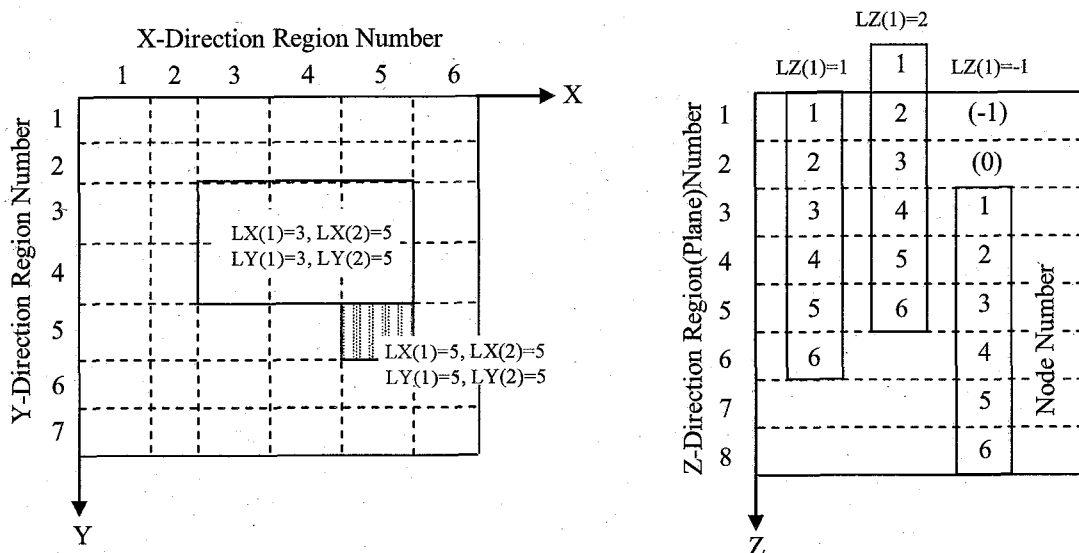 X-Direction Region Number
1 2 3 4 5 6
X
Y-Direction Region Number
1
2
3
4
5
6
7
LX(1)=3, LX(2)=5
LY(1)=3, LY(2)=5
LX(1)=5, LX(2)=5
LY(1)=5, LY(2)=5
Y
LZ(1)=2
LZ(1)=1
LZ(1)=-1
Z-Direction Region(Plane)Number
1
2
3
4
5
6
7
8
1
2
3
4
5
6
1
2
3
4
5
6
(-1)
(0)
1
2
3
4
5
6
Node Number
Z